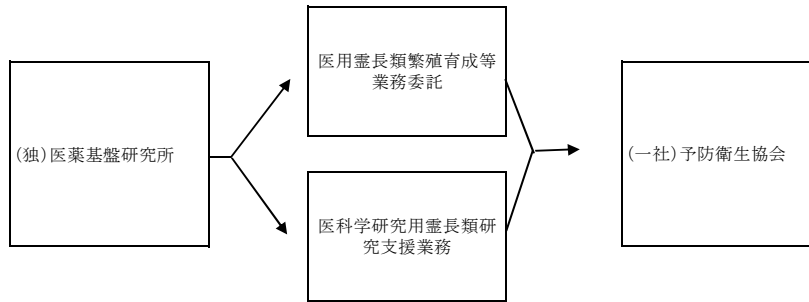 (独)医薬基盤研究所
医用霊長類繁殖育成等
業務委託
医科学研究用霊長類研
究支援業務
(一社)予防衛生協会